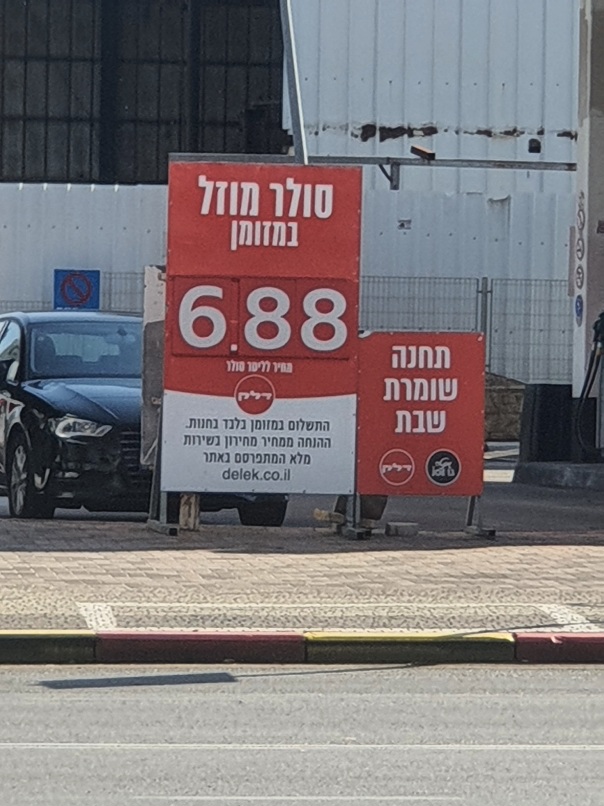 סולר מוזל
במזומן
6.88
מחיר לליטר סולר
דלק
התשלום במזומן בלבד בחנות.
ההנחה ממחיר מחירון בשירות
מלא המתפרסם באתר
delek.co.il
תחנה
שומרת
שבת
דלק